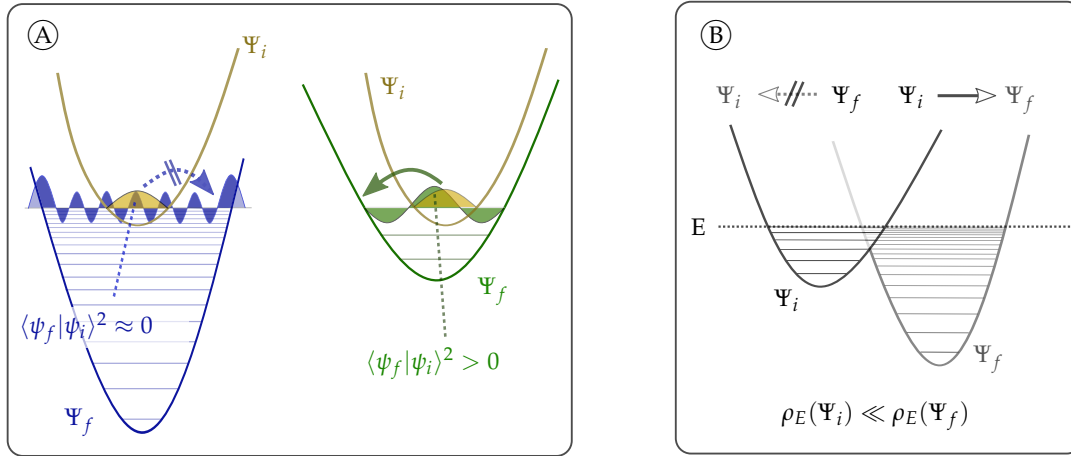 A
Ψ_i
Ψ_i
⟨ψ_f|ψ_i⟩² ≈ 0
Ψ_f
Ψ_f
⟨ψ_f|ψ_i⟩² > 0
B
Ψ_i Ψ_f Ψ_i Ψ_f
E
Ψ_i
Ψ_f
ρ_E(Ψ_i) ≪ ρ_E(Ψ_f)